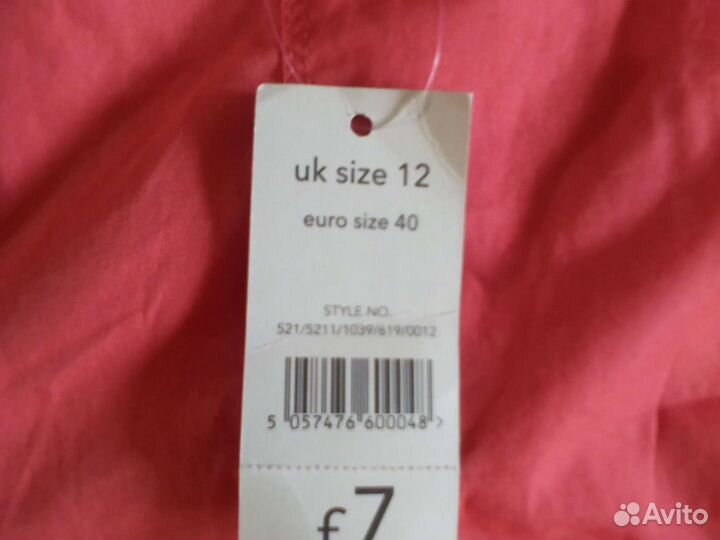 uk size 12
euro size 40
STYLE NO.
521/5211/1039/619/0012
5 057476 600048 >
£7
Avito